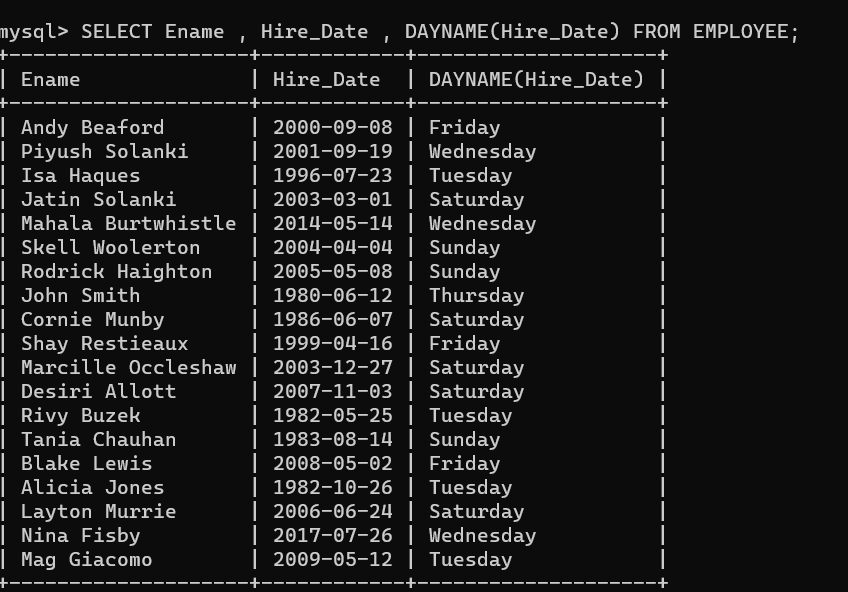 mysql> SELECT Ename , Hire_Date , DAYNAME(Hire_Date) FROM EMPLOYEE;
+--------------------+------------+--------------------+
| Ename              | Hire_Date  | DAYNAME(Hire_Date) |
+--------------------+------------+--------------------+
| Andy Beaford       | 2000-09-08 | Friday             |
| Piyush Solanki     | 2001-09-19 | Wednesday          |
| Isa Haques         | 1996-07-23 | Tuesday            |
| Jatin Solanki      | 2003-03-01 | Saturday           |
| Mahala Burtwhistle | 2014-05-14 | Wednesday          |
| Skell Woolerton    | 2004-04-04 | Sunday             |
| Rodrick Haighton   | 2005-05-08 | Sunday             |
| John Smith         | 1980-06-12 | Thursday           |
| Cornie Munby       | 1986-06-07 | Saturday           |
| Shay Restieaux     | 1999-04-16 | Friday             |
| Marcille Occleshaw | 2003-12-27 | Saturday           |
| Desiri Allott      | 2007-11-03 | Saturday           |
| Rivy Buzek         | 1982-05-25 | Tuesday            |
| Tania Chauhan      | 1983-08-14 | Sunday             |
| Blake Lewis        | 2008-05-02 | Friday             |
| Alicia Jones       | 1982-10-26 | Tuesday            |
| Layton Murrie      | 2006-06-24 | Saturday           |
| Nina Fisby         | 2017-07-26 | Wednesday          |
| Mag Giacomo        | 2009-05-12 | Tuesday            |
+--------------------+------------+--------------------+